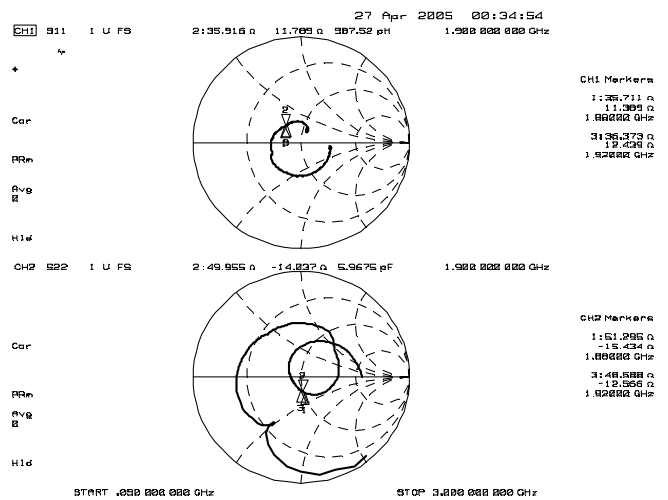 27 Apr 2005 00:34:54
CH1 S11 1 U FS 2:35.916 Ω 11.789 Ω 987.52 pH 1.900 000 000 GHz
CH1 Markers
1:35.711 Ω
11.389 Ω
1.88000 GHz
Cor
3:36.373 Ω
12.439 Ω
1.92000 GHz
PRm
Avg
8
Hld
CH2 S22 1 U FS 2:49.955 Ω -14.037 Ω 5.9675 pF 1.900 000 000 GHz
CH2 Markers
1:51.295 Ω
-15.434 Ω
1.88000 GHz
Cor
3:48.588 Ω
-12.566 Ω
1.92000 GHz
PRm
Avg
8
Hld
START .050 000 000 GHz STOP 3.000 000 000 GHz